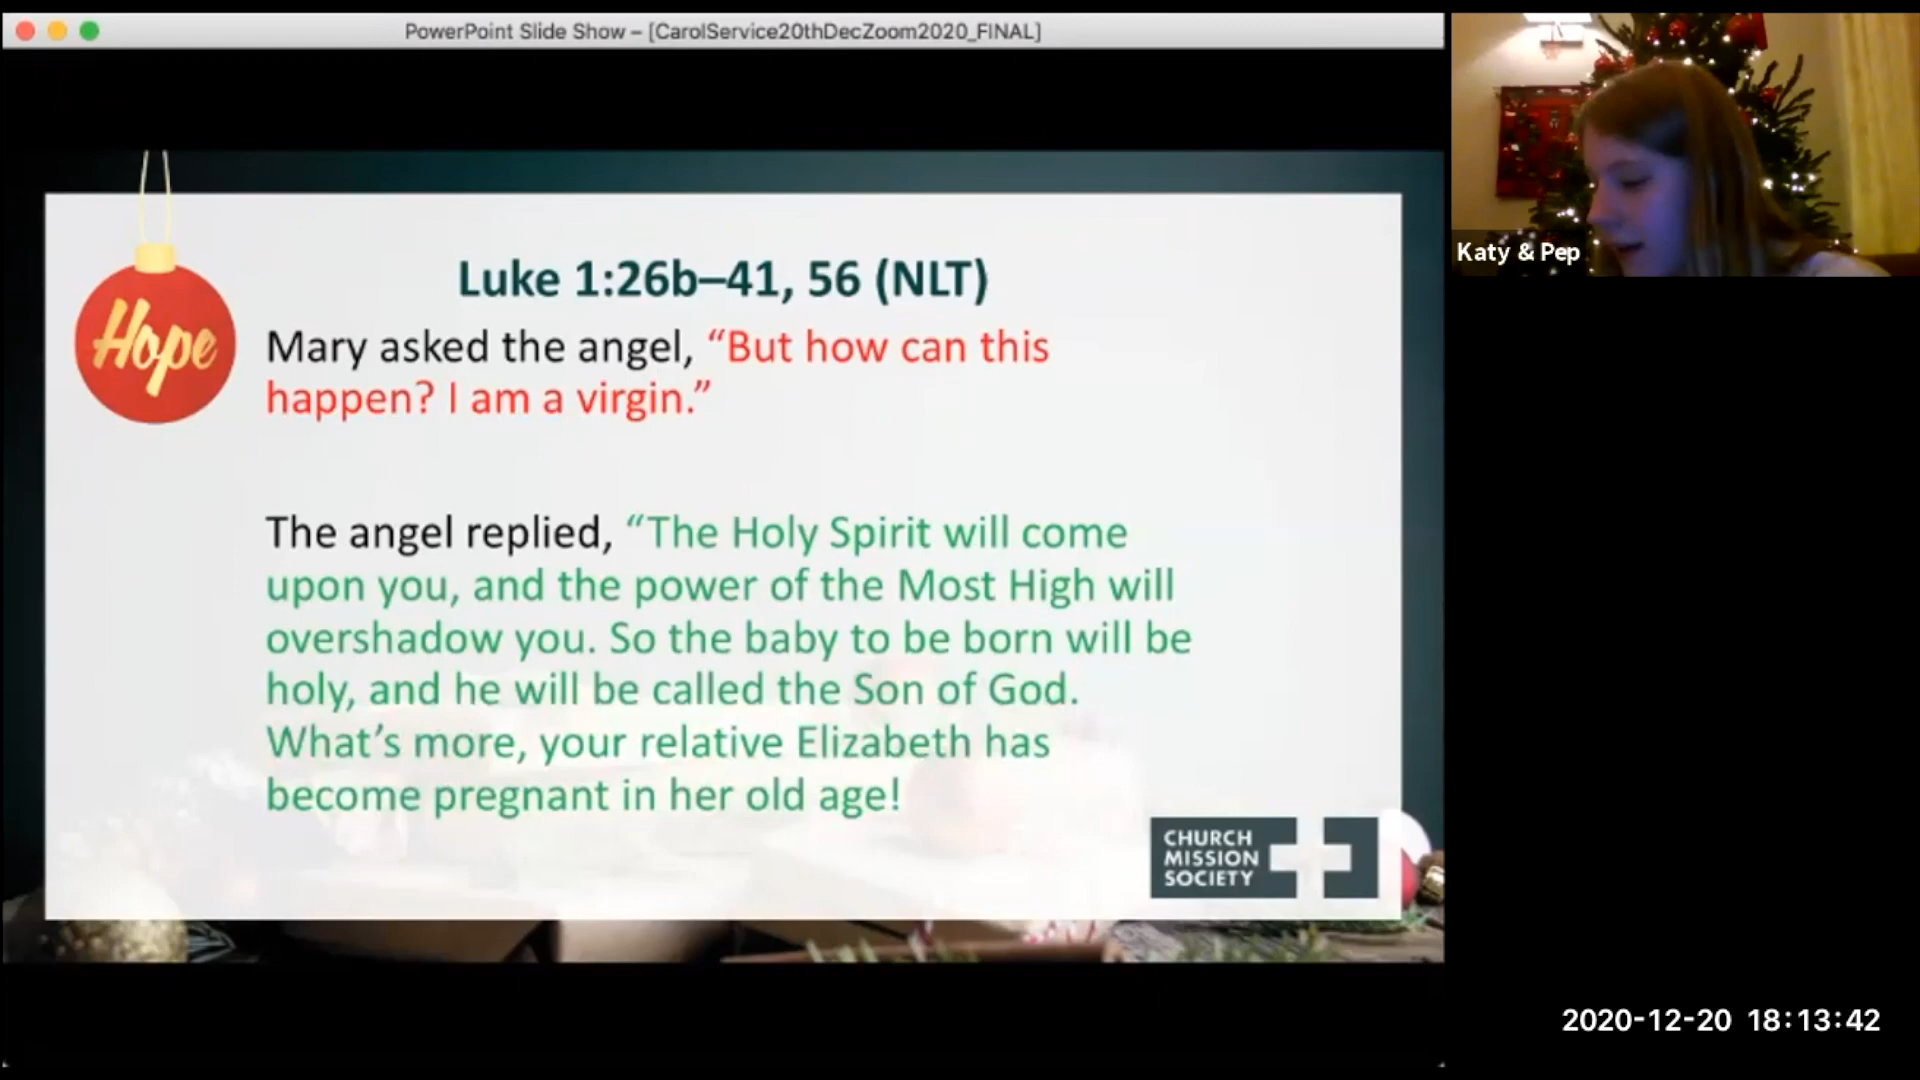 PowerPoint Slide Show – [CarolService20thDecZoom2020_FINAL]
Katy & Pep
Hope
Luke 1:26b–41, 56 (NLT)
Mary asked the angel, “But how can this
happen? I am a virgin.”
The angel replied, “The Holy Spirit will come
upon you, and the power of the Most High will
overshadow you. So the baby to be born will be
holy, and he will be called the Son of God.
What’s more, your relative Elizabeth has
become pregnant in her old age!
CHURCH
MISSION
SOCIETY
2020-12-20 18:13:42